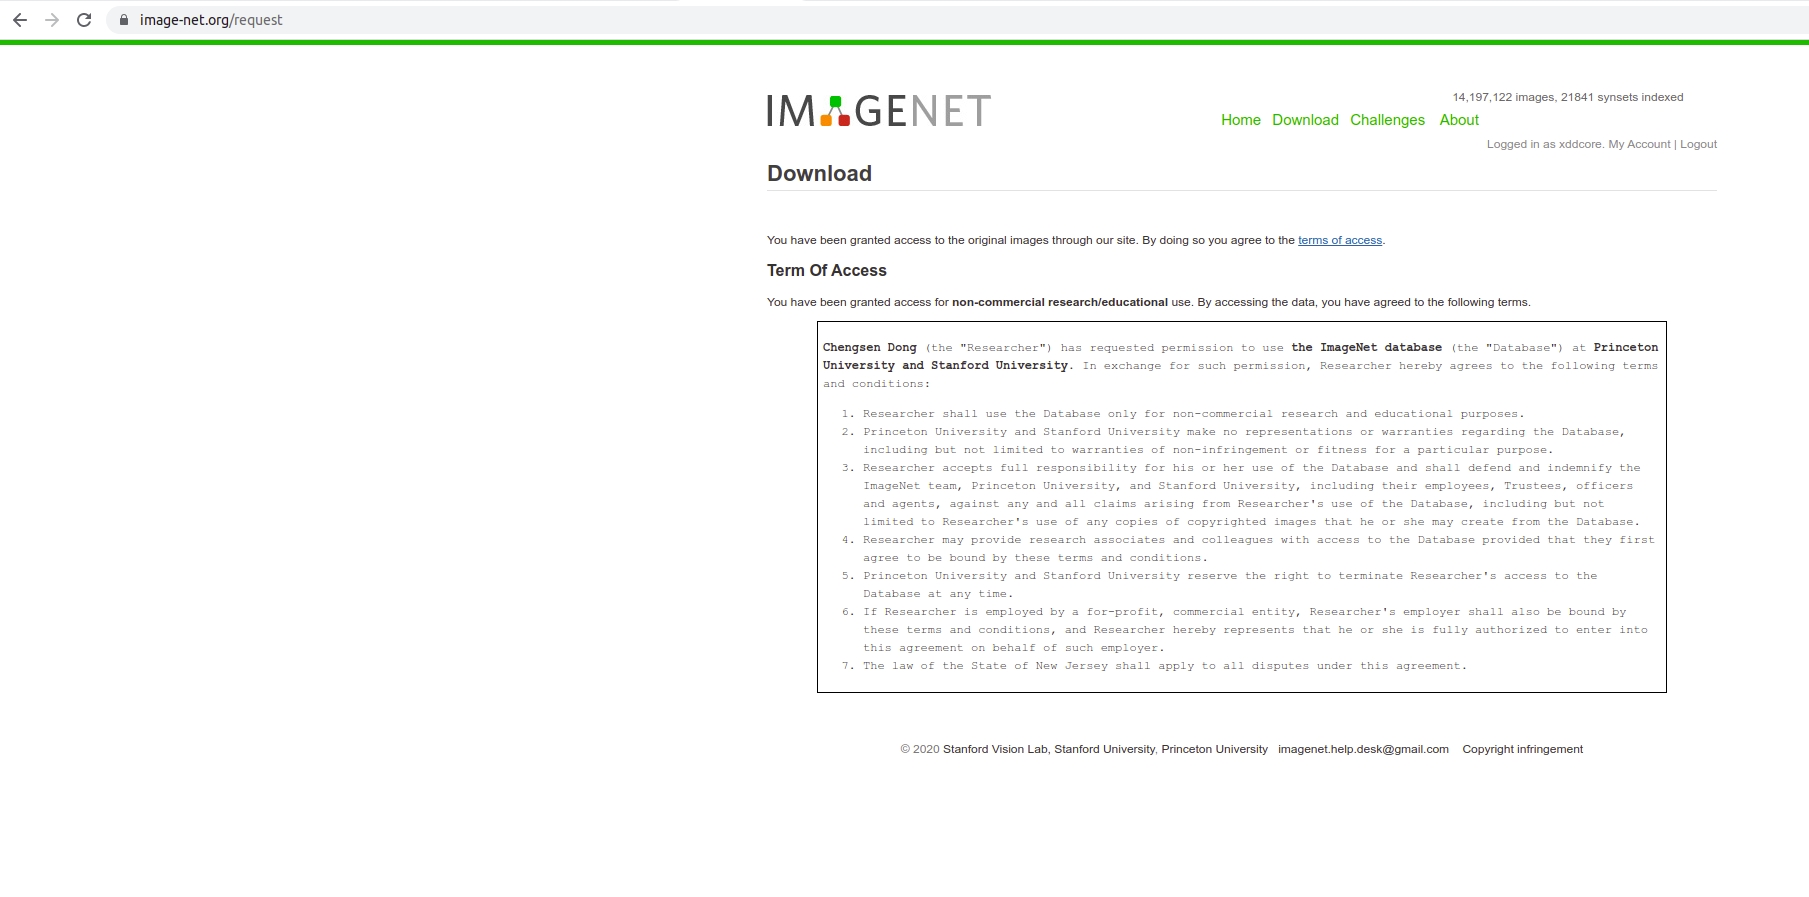 image-net.org/request
IMAGENET
14,197,122 images, 21841 synsets indexed
Home Download Challenges About
Logged in as xddcore. My Account | Logout
Download
You have been granted access to the original images through our site. By doing so you agree to the terms of access.
Term Of Access
You have been granted access for non-commercial research/educational use. By accessing the data, you have agreed to the following terms.
Chengsen Dong (the "Researcher") has requested permission to use the ImageNet database (the "Database") at Princeton
University and Stanford University. In exchange for such permission, Researcher hereby agrees to the following terms
and conditions:
1. Researcher shall use the Database only for non-commercial research and educational purposes.
2. Princeton University and Stanford University make no representations or warranties regarding the Database,
including but not limited to warranties of non-infringement or fitness for a particular purpose.
3. Researcher accepts full responsibility for his or her use of the Database and shall defend and indemnify the
ImageNet team, Princeton University, and Stanford University, including their employees, Trustees, officers
and agents, against any and all claims arising from Researcher's use of the Database, including but not
limited to Researcher's use of any copies of copyrighted images that he or she may create from the Database.
4. Researcher may provide research associates and colleagues with access to the Database provided that they first
agree to be bound by these terms and conditions.
5. Princeton University and Stanford University reserve the right to terminate Researcher's access to the
Database at any time.
6. If Researcher is employed by a for-profit, commercial entity, Researcher's employer shall also be bound by
these terms and conditions, and Researcher hereby represents that he or she is fully authorized to enter into
this agreement on behalf of such employer.
7. The law of the State of New Jersey shall apply to all disputes under this agreement.
© 2020 Stanford Vision Lab, Stanford University, Princeton University imagenet.help.desk@gmail.com Copyright infringement